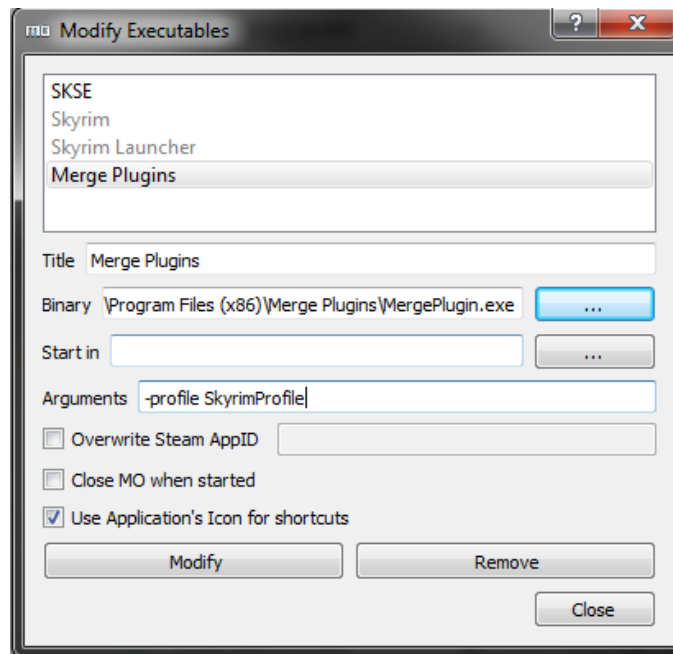 Modify Executables
SKSE
Skyrim
Skyrim Launcher
Merge Plugins
Title Merge Plugins
Binary \Program Files (x86)\Merge Plugins\MergePlugin.exe ...
Start in ...
Arguments -profile SkyrimProfile
Overwrite Steam AppID
Close MO when started
Use Application's Icon for shortcuts
Modify Remove
Close